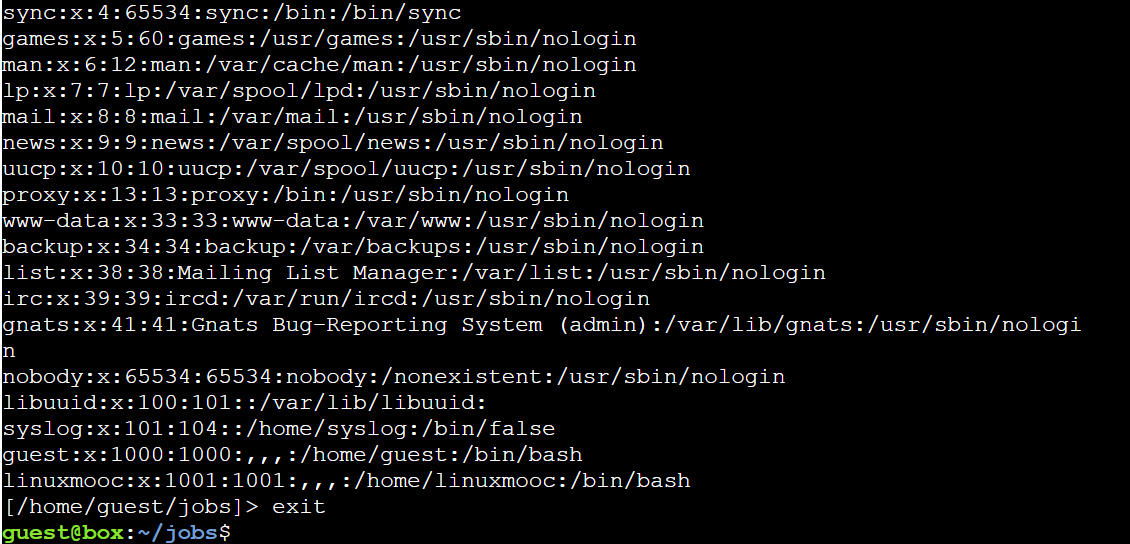 sync:x:4:65534:sync:/bin:/bin/sync
games:x:5:60:games:/usr/games:/usr/sbin/nologin
man:x:6:12:man:/var/cache/man:/usr/sbin/nologin
lp:x:7:7:lp:/var/spool/lpd:/usr/sbin/nologin
mail:x:8:8:mail:/var/mail:/usr/sbin/nologin
news:x:9:9:news:/var/spool/news:/usr/sbin/nologin
uucp:x:10:10:uucp:/var/spool/uucp:/usr/sbin/nologin
proxy:x:13:13:proxy:/bin:/usr/sbin/nologin
www-data:x:33:33:www-data:/var/www:/usr/sbin/nologin
backup:x:34:34:backup:/var/backups:/usr/sbin/nologin
list:x:38:38:Mailing List Manager:/var/list:/usr/sbin/nologin
irc:x:39:39:ircd:/var/run/ircd:/usr/sbin/nologin
gnats:x:41:41:Gnats Bug-Reporting System (admin):/var/lib/gnats:/usr/sbin/nologi
n
nobody:x:65534:65534:nobody:/nonexistent:/usr/sbin/nologin
libuuid:x:100:101::/var/lib/libuuid:
syslog:x:101:104::/home/syslog:/bin/false
guest:x:1000:1000:,,,:/home/guest:/bin/bash
linuxmooc:x:1001:1001:,,,:/home/linuxmooc:/bin/bash
[/home/guest/jobs]> exit
guest@box:~/jobs$